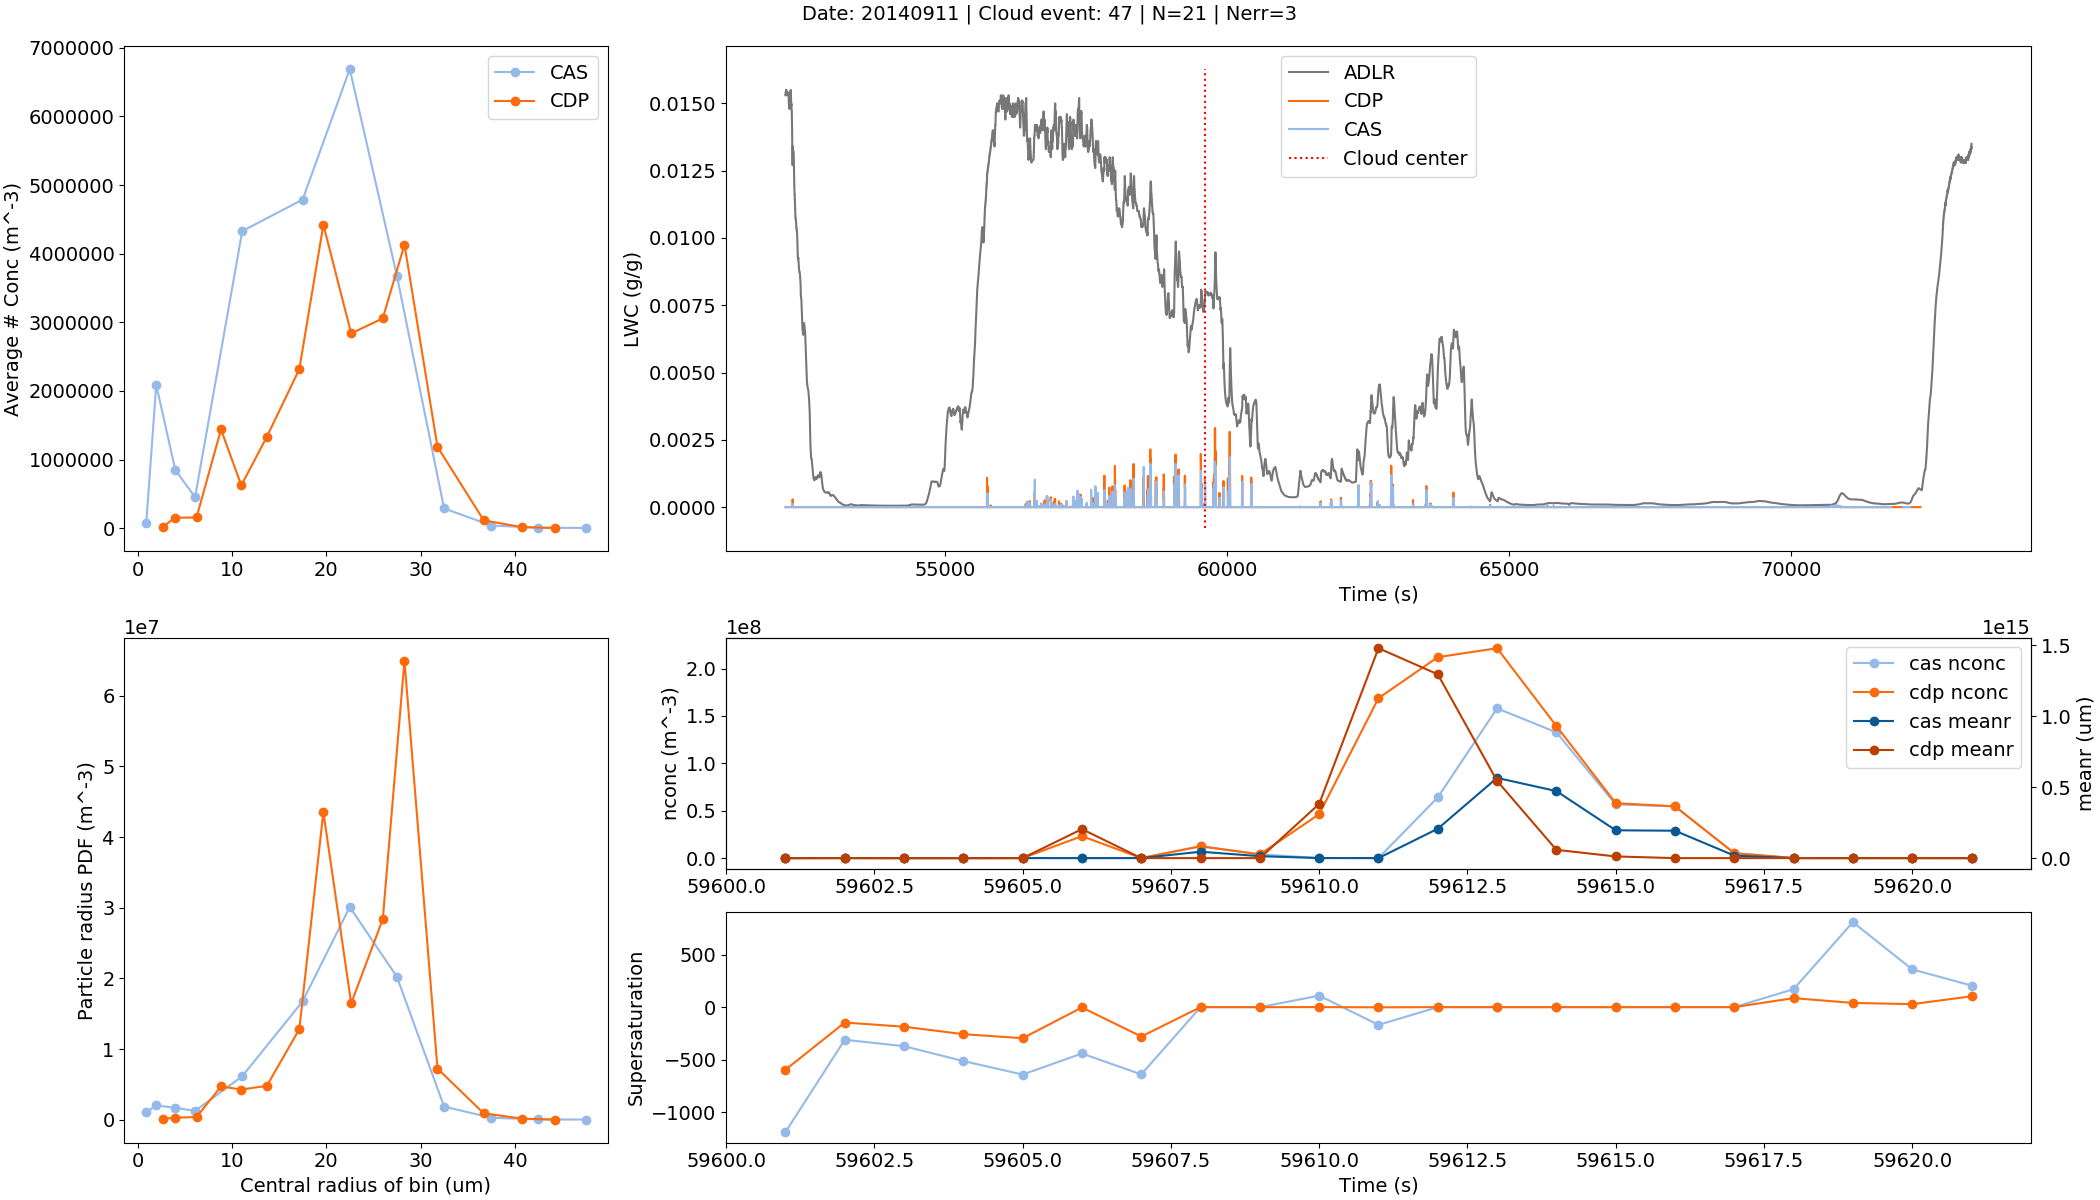 Date: 20140911 | Cloud event: 47 | N=21 | Nerr=3
Average # Conc (m^-3)
7000000
6000000
5000000
4000000
3000000
2000000
1000000
0
0 10 20 30 40
CAS
CDP
LWC (g/g)
0.0150
0.0125
0.0100
0.0075
0.0050
0.0025
0.0000
55000 60000 65000 70000
Time (s)
ADLR
CDP
CAS
Cloud center
1e7
Particle radius PDF (m^-3)
6
5
4
3
2
1
0
0 10 20 30 40
Central radius of bin (um)
1e8
1e15
nconc (m^-3)
2.0
1.5
1.0
0.5
0.0
1.5
1.0
0.5
0.0
meanr (um)
cas nconc
cdp nconc
cas meanr
cdp meanr
59600.0 59602.5 59605.0 59607.5 59610.0 59612.5 59615.0 59617.5 59620.0
Supersaturation
500
0
−500
−1000
59600.0 59602.5 59605.0 59607.5 59610.0 59612.5 59615.0 59617.5 59620.0
Time (s)